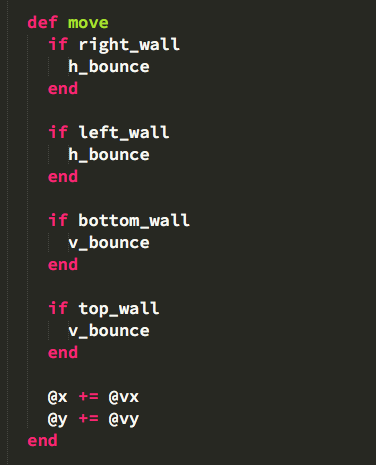 def move
if right_wall
h_bounce
end
if left_wall
h_bounce
end
if bottom_wall
v_bounce
end
if top_wall
v_bounce
end
@x += @vx
@y += @vy
end